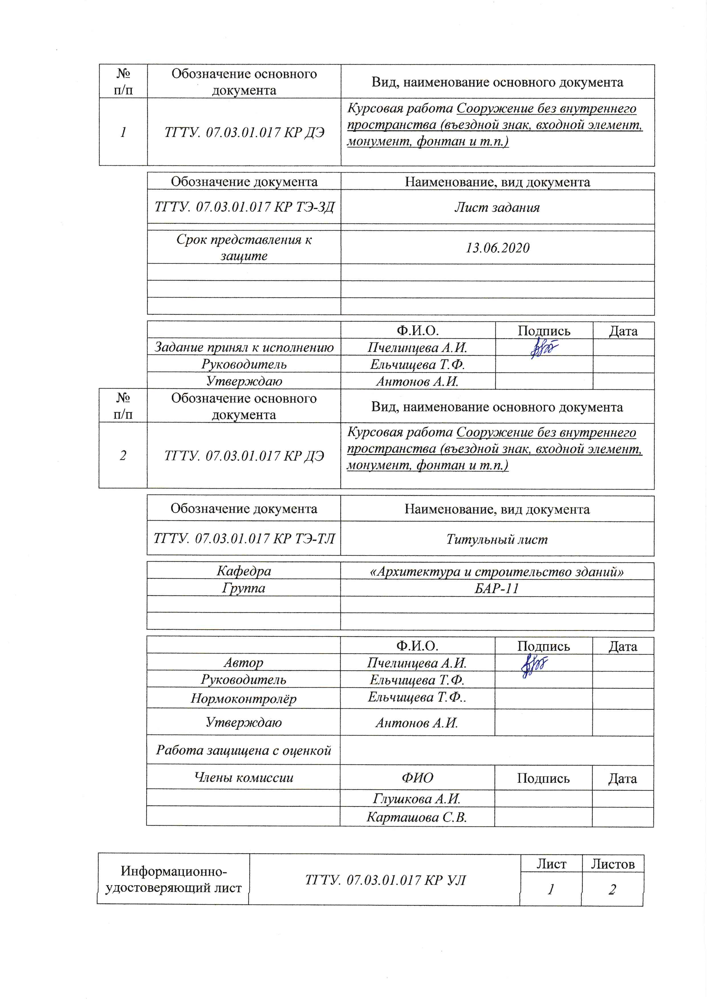 №
п/п
Обозначение основного
документа
Вид, наименование основного документа
1
ТГТУ. 07.03.01.017 КР ДЭ
Курсовая работа Сооружение без внутреннего
пространства (въездной знак, входной элемент,
монумент, фонтан и т.п.)
Обозначение документа
Наименование, вид документа
ТГТУ. 07.03.01.017 КР ТЭ-ЗД
Лист задания
Срок представления к
защите
13.06.2020
Ф.И.О.
Подпись
Дата
Задание принял к исполнению
Пчелинцева А.И.
Руководитель
Ельчищева Т.Ф.
Утверждаю
Антонов А.И.
№
п/п
Обозначение основного
документа
Вид, наименование основного документа
2
ТГТУ. 07.03.01.017 КР ДЭ
Курсовая работа Сооружение без внутреннего
пространства (въездной знак, входной элемент,
монумент, фонтан и т.п.)
Обозначение документа
Наименование, вид документа
ТГТУ. 07.03.01.017 КР ТЭ-ТЛ
Титульный лист
Кафедра
«Архитектура и строительство зданий»
Группа
БАР-11
Ф.И.О.
Подпись
Дата
Автор
Пчелинцева А.И.
Руководитель
Ельчищева Т.Ф.
Нормоконтролёр
Ельчищева Т.Ф..
Утверждаю
Антонов А.И.
Работа защищена с оценкой
Члены комиссии
ФИО
Подпись
Дата
Глушкова А.И.
Карташова С.В.
Информационно-
удостоверяющий лист
ТГТУ. 07.03.01.017 КР УЛ
Лист
Листов
1
2